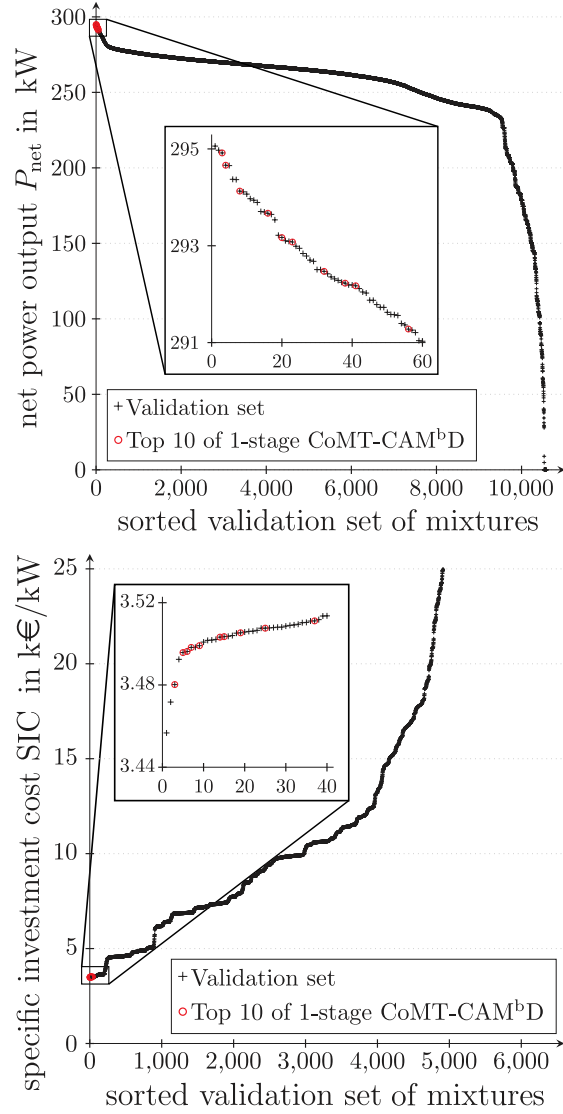 300
250
200
150
100
50
0
net power output P_net in kW
295
293
291
0 20 40 60
+ Validation set
○ Top 10 of 1-stage CoMT-CAMᵇD
0 2,000 4,000 6,000 8,000 10,000
sorted validation set of mixtures
25
20
15
10
5
0
specific investment cost SIC in k€/kW
3.52
3.48
3.44
0 10 20 30 40
+ Validation set
○ Top 10 of 1-stage CoMT-CAMᵇD
0 1,000 2,000 3,000 4,000 5,000 6,000
sorted validation set of mixtures